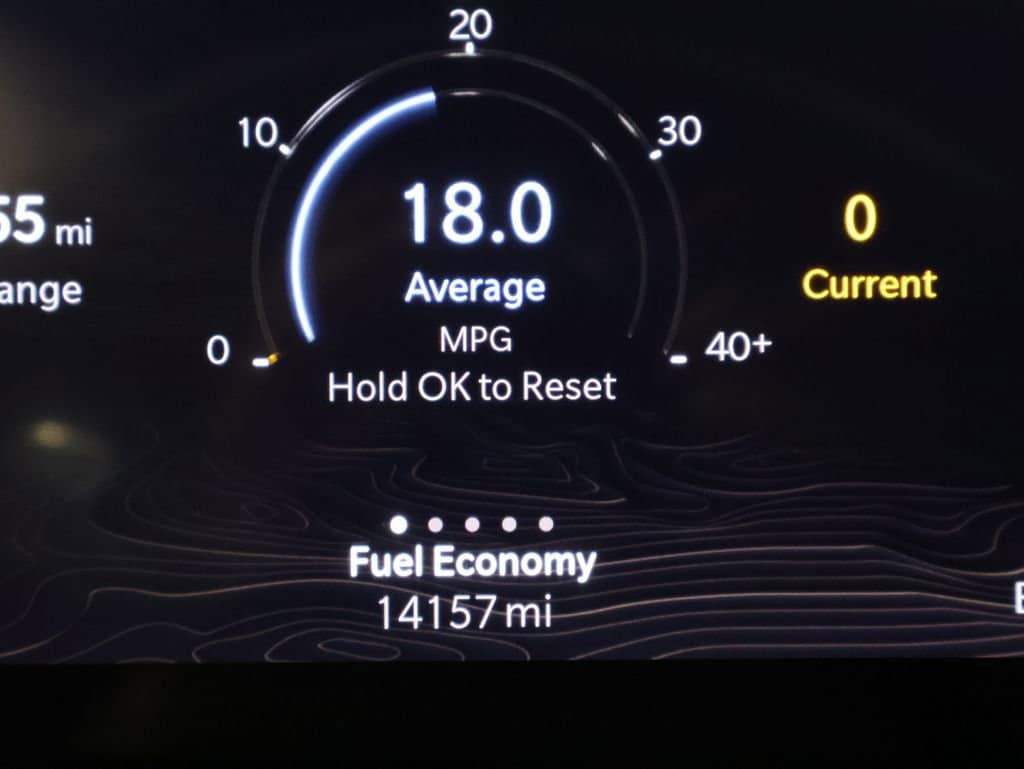 20
10
30
55 mi
18.0
0
Average
Current
MPG
0
40+
Hold OK to Reset
Fuel Economy
14157 mi